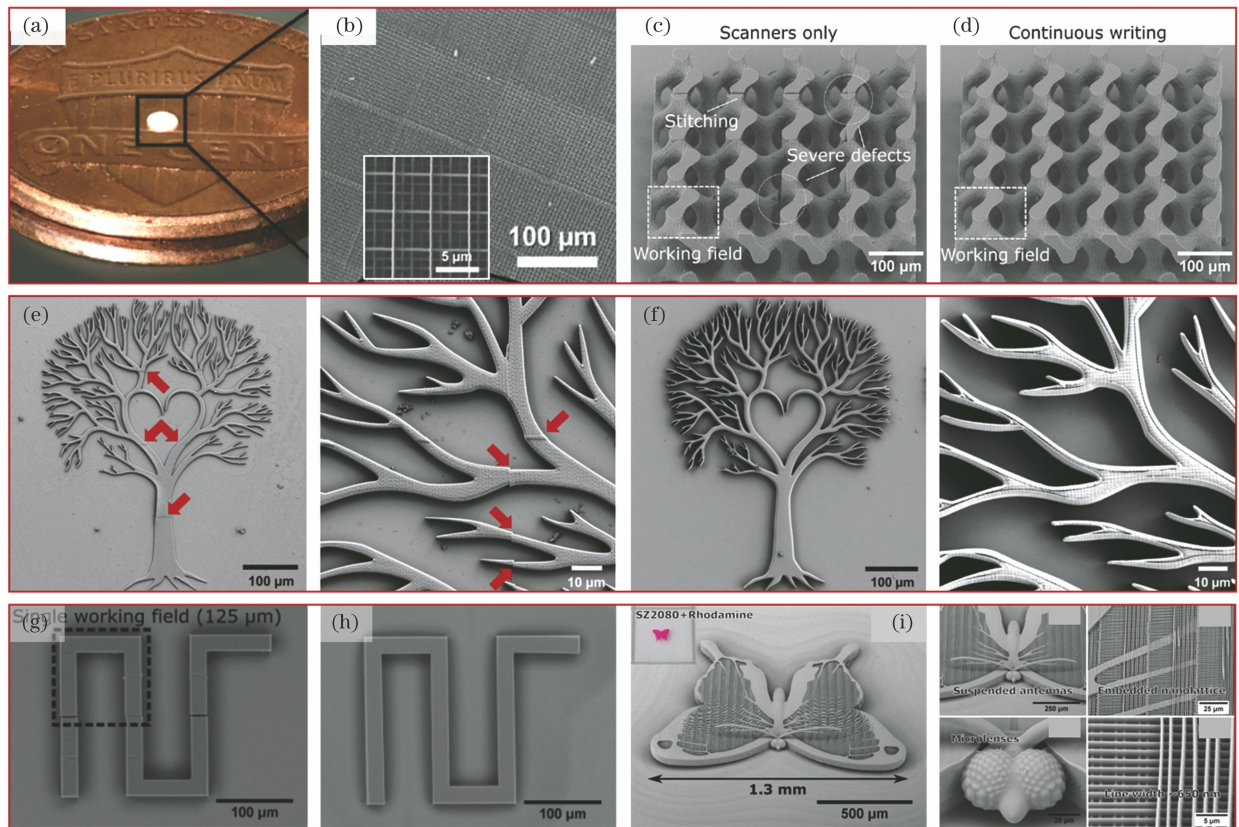 (a)
STATES OF
E PLURIBUS UNUM
ONE CENT
(b)
5 μm
100 μm
(c)
Scanners only
Stitching
Severe defects
Working field
100 μm
(d)
Continuous writing
Working field
100 μm
(e)
100 μm
10 μm
(f)
100 μm
10 μm
Single working field (125 μm)
(g)
100 μm
(h)
100 μm
SZ2080+Rhodamine
(i)
1.3 mm
500 μm
Suspended antennas
250 μm
Embedded nanolattice
25 μm
Microlenses
25 μm
Line width ~650 nm
5 μm